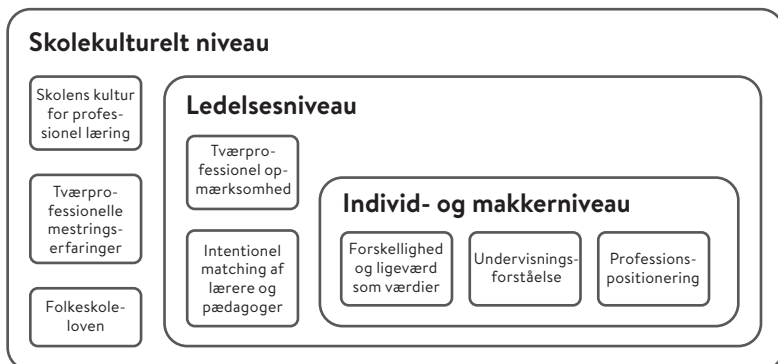 Skolekulturelt niveau
Skolens kultur
for profes-
sionel læring
Tværpro-
fessionelle
mestrings-
erfaringer
Folkeskole-
loven
Ledelsesniveau
Tværpro-
fessionel op-
mærksomhed
Intentionel
matching af
lærere og
pædagoger
Individ- og makkerniveau
Forskellighed
og ligeværd
som værdier
Undervisnings-
forståelse
Professions-
positionering